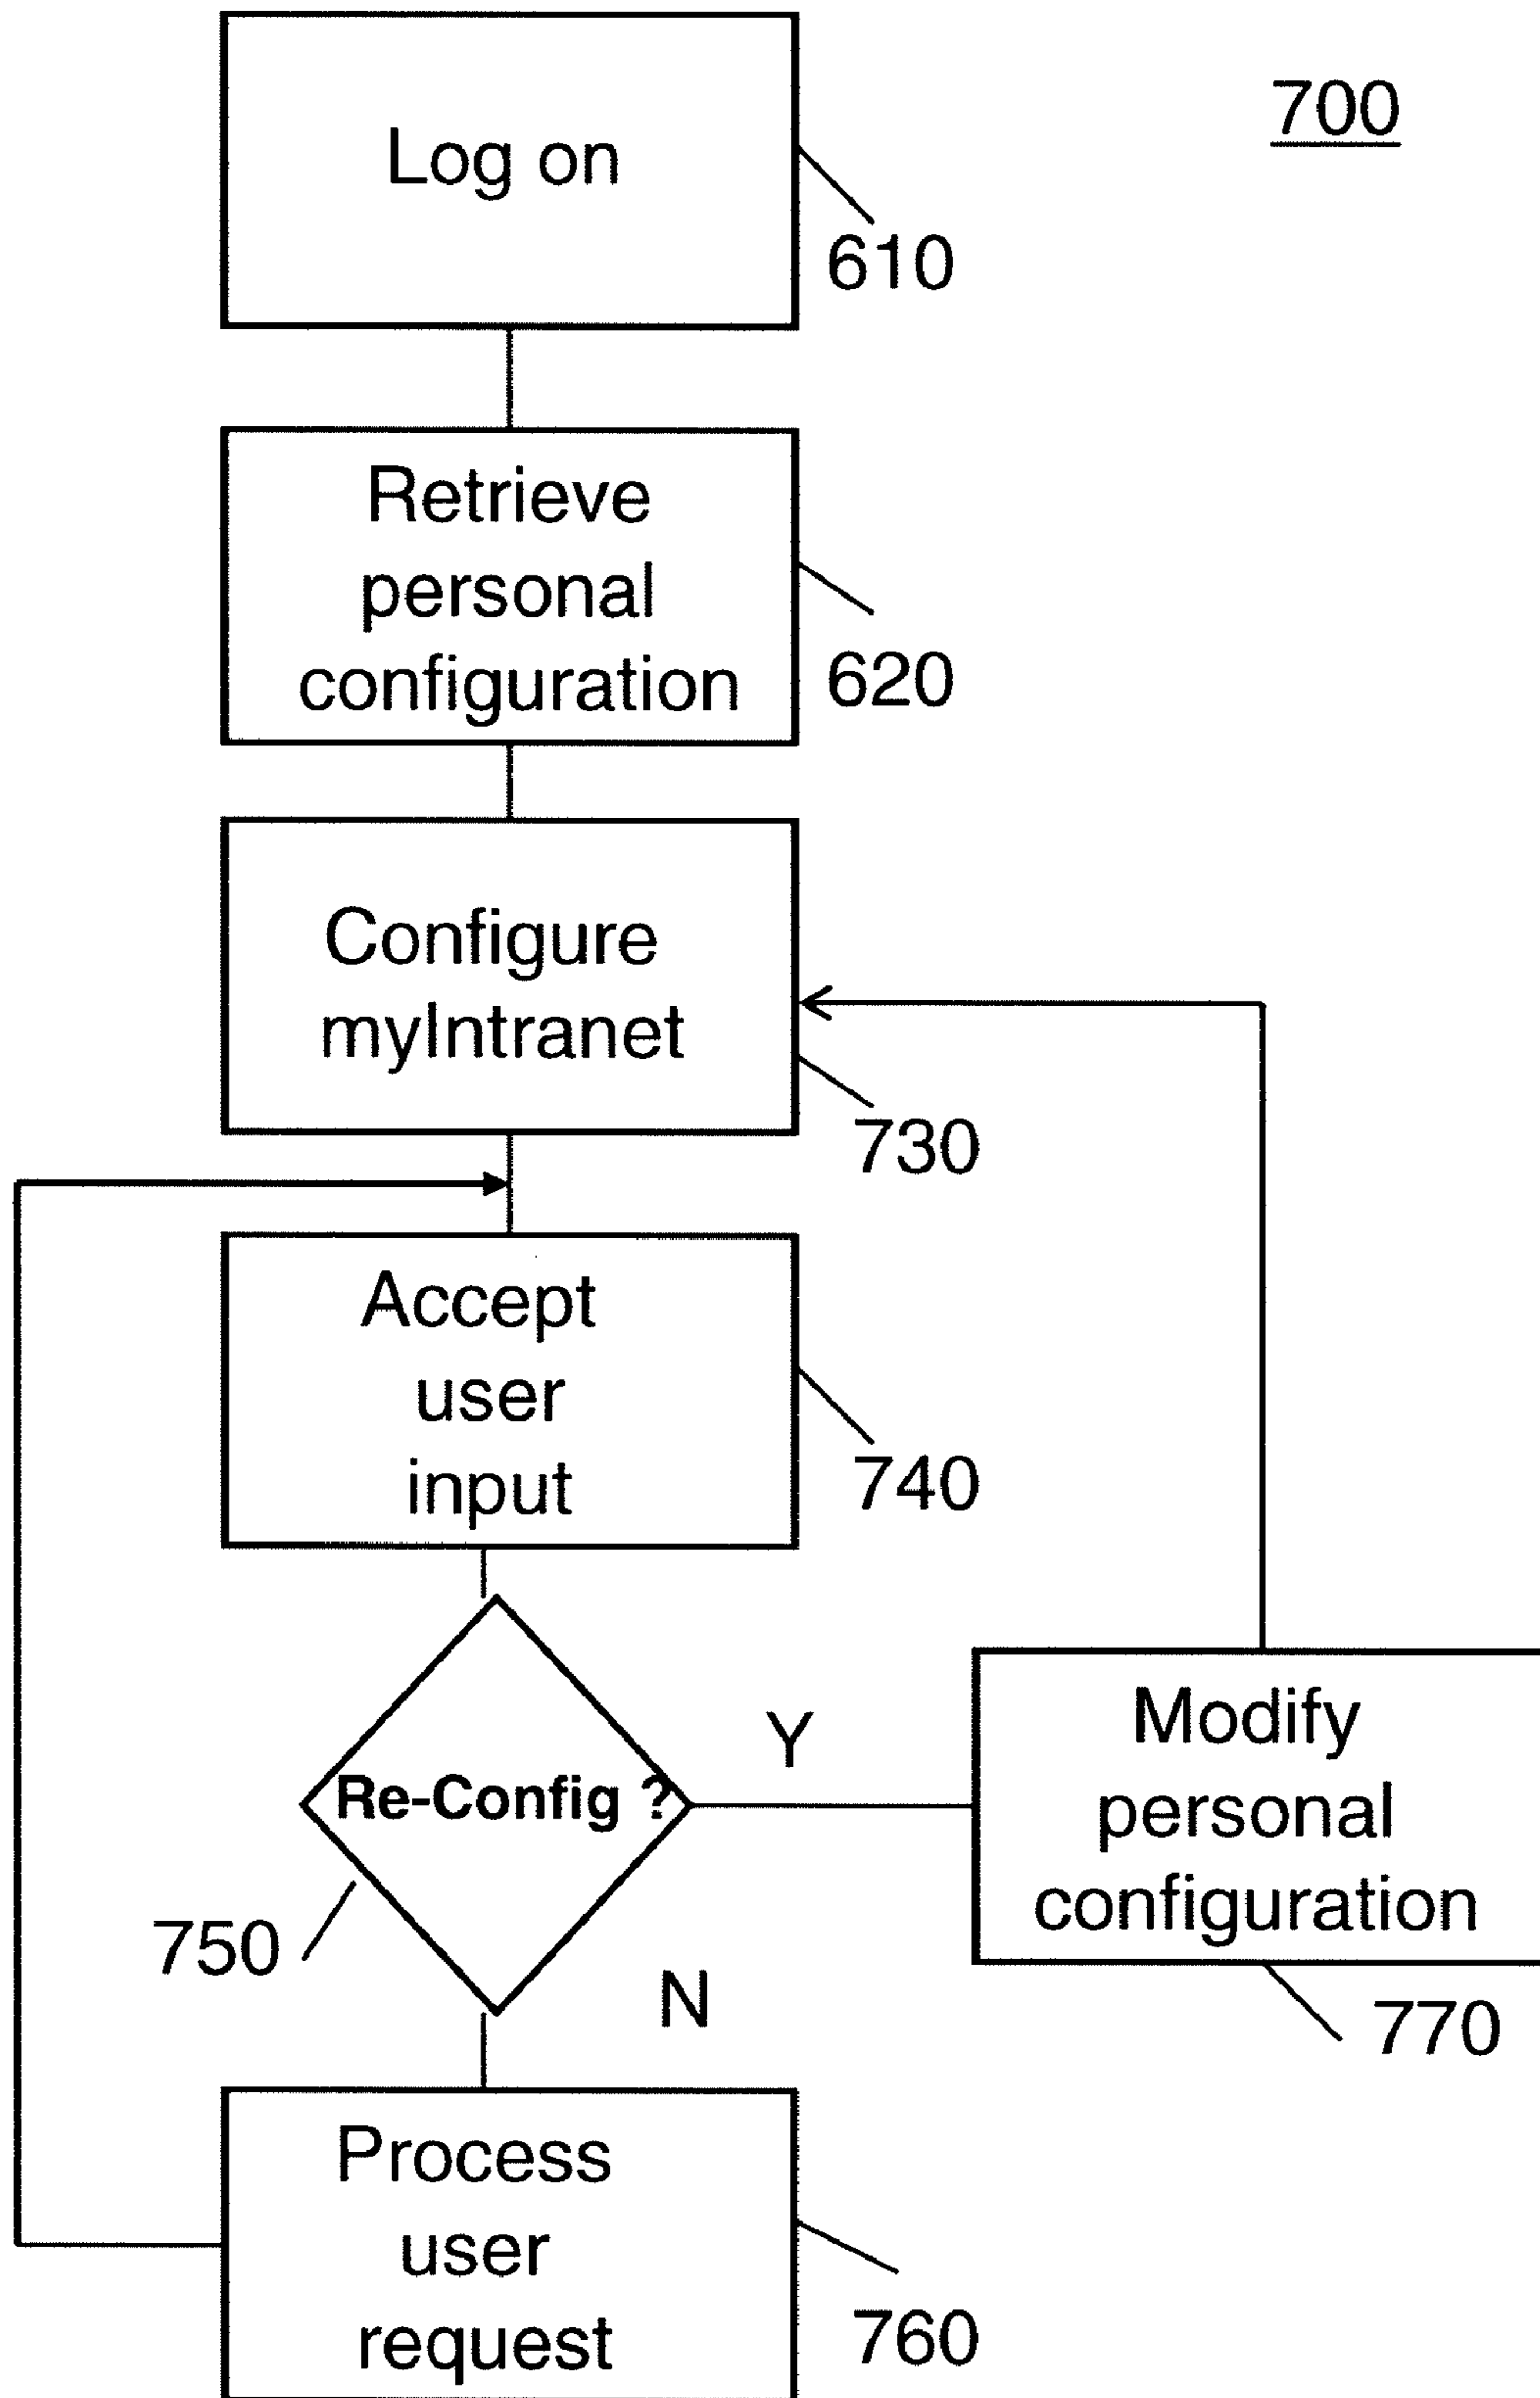 700
Log on
610
Retrieve
personal
configuration
620
Configure
myIntranet
730
Accept
user
input
740
Re-Config ?
Y
750
N
Modify
personal
configuration
770
Process
user
request
760